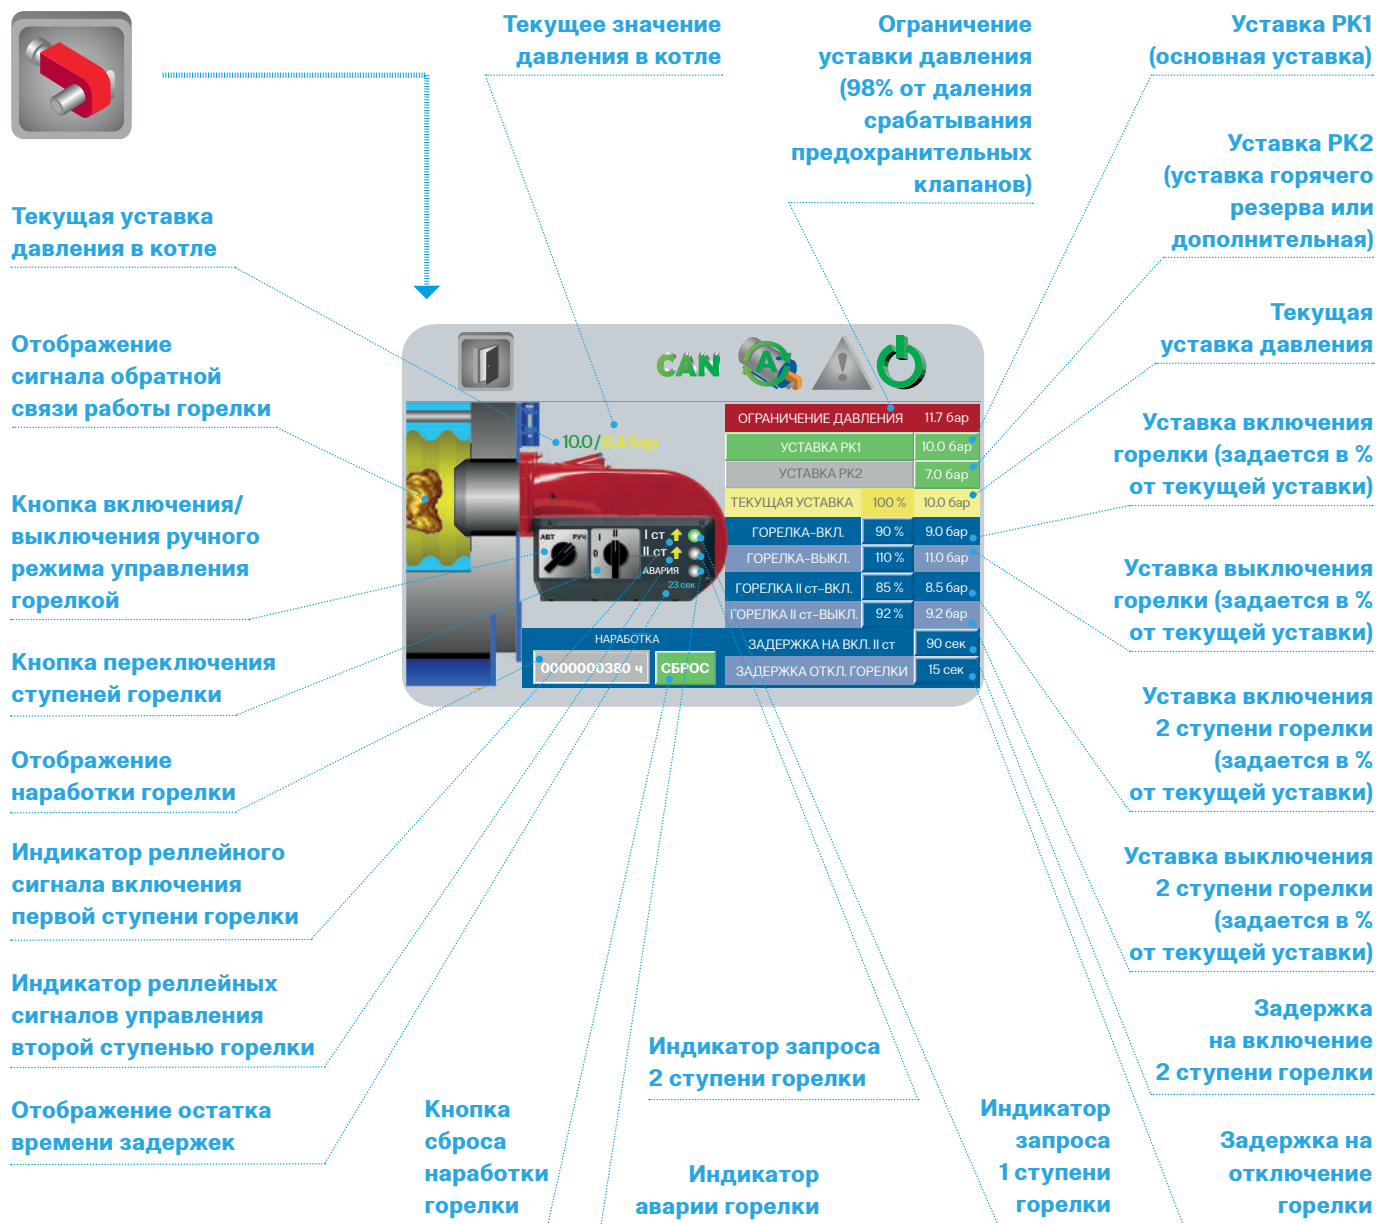 Текущее значение
давления в котле
Ограничение
уставки давления
(98% от даления
срабатывания
предохранительных
клапанов)
Уставка РК1
(основная уставка)
Уставка РК2
(уставка горячего
резерва или
дополнительная)
Текущая уставка
давления в котле
Текущая
уставка давления
Отображение
сигнала обратной
связи работы горелки
Уставка включения
горелки (задается в %
от текущей уставки)
Кнопка включения/
выключения ручного
режима управления
горелкой
Уставка выключения
горелки (задается в %
от текущей уставки)
Кнопка переключения
ступеней горелки
Уставка включения
2 ступени горелки
(задается в %
от текущей уставки)
Отображение
наработки горелки
Индикатор реллейного
сигнала включения
первой ступени горелки
Уставка выключения
2 ступени горелки
(задается в %
от текущей уставки)
Индикатор реллейных
сигналов управления
второй ступенью горелки
Задержка
на включение
2 ступени горелки
Отображение остатка
времени задержек
Кнопка
сброса
наработки
горелки
Индикатор запроса
2 ступени горелки
Индикатор
аварии горелки
Индикатор
запроса
1 ступени
горелки
Задержка на
отключение
горелки
CAN
A
10.0/8.4 бар
ОГРАНИЧЕНИЕ ДАВЛЕНИЯ 11.7 бар
УСТАВКА РК1 10.0 бар
УСТАВКА РК2 7.0 бар
ТЕКУЩАЯ УСТАВКА 100 % 10.0 бар
ГОРЕЛКА-ВКЛ. 90 % 9.0 бар
ГОРЕЛКА-ВЫКЛ. 110 % 11.0 бар
ГОРЕЛКА II ст-ВКЛ. 85 % 8.5 бар
ГОРЕЛКА II ст-ВЫКЛ. 92 % 9.2 бар
ЗАДЕРЖКА НА ВКЛ. II ст 90 сек
ЗАДЕРЖКА ОТКЛ. ГОРЕЛКИ 15 сек
АВТ РУЧ
0 I II
I ст
II ст
АВАРИЯ
23 сек
НАРАБОТКА
0000000380 ч СБРОС